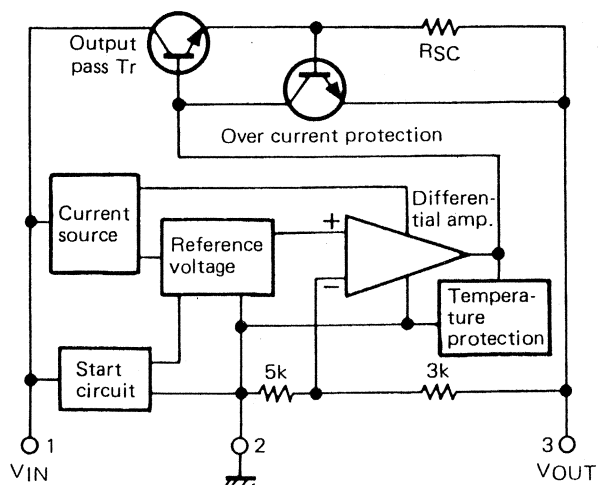 Output
pass Tr
RSC
Over current protection
Current
source
Differen-
tial amp.
Reference
voltage
+
−
Tempera-
ture
protection
Start
circuit
5k
3k
1
2
3
VIN
VOUT